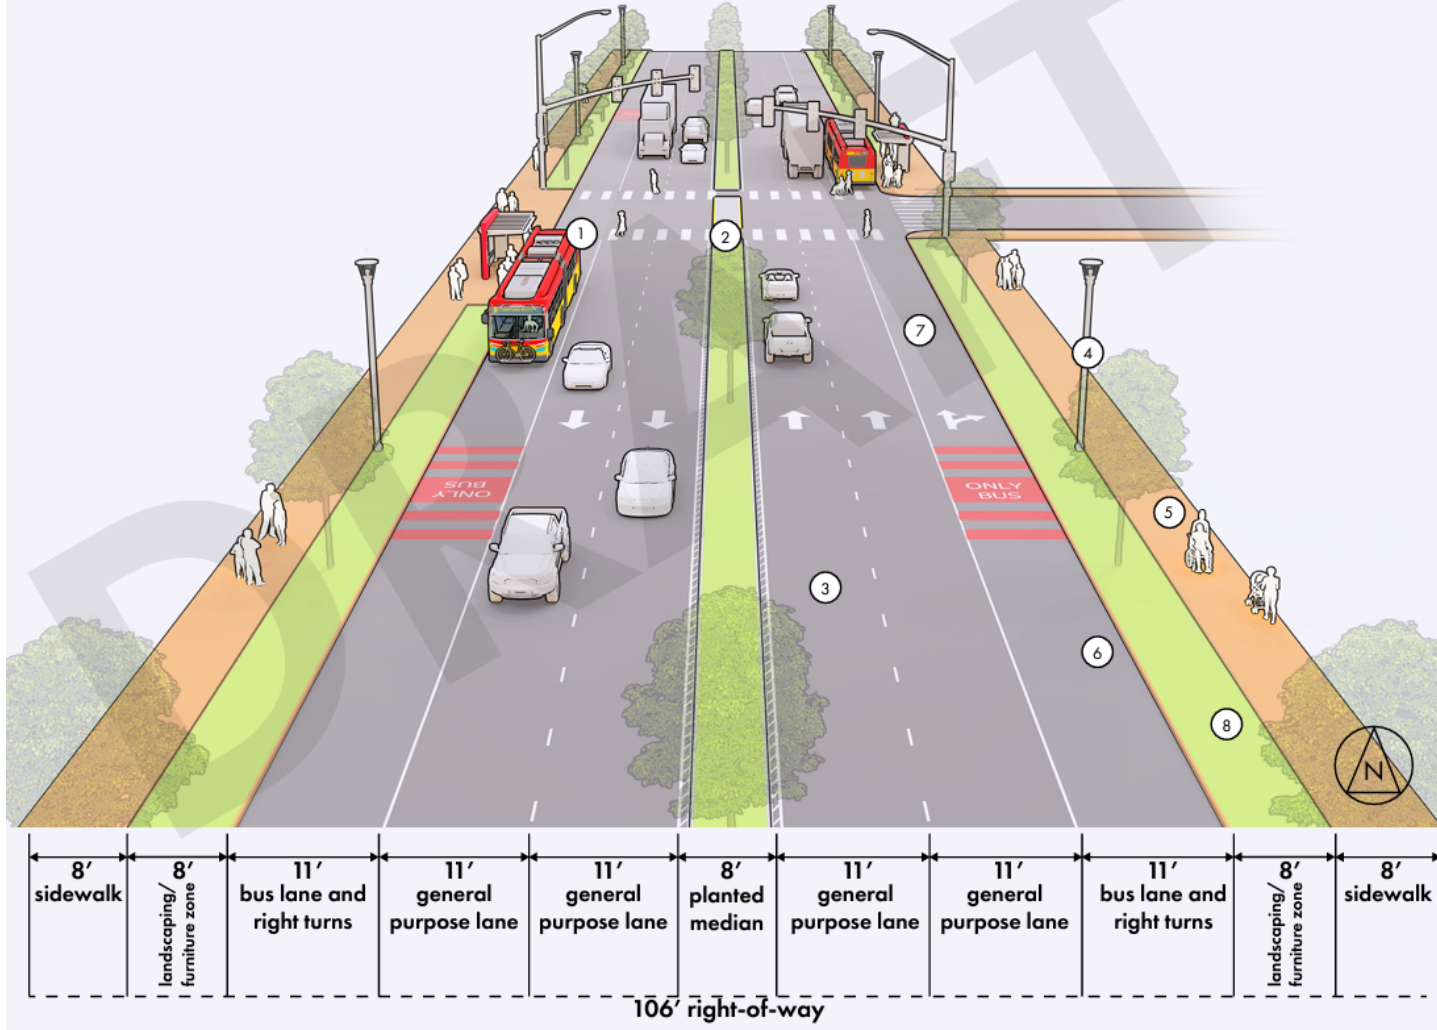 DRAFT
1
2
7
4
ONLY
BUS
ONLY
BUS
5
3
6
8
N
8'
sidewalk
8'
landscaping/
furniture zone
11'
bus lane and
right turns
11'
general
purpose lane
11'
general
purpose lane
8'
planted
median
11'
general
purpose lane
11'
general
purpose lane
11'
bus lane and
right turns
8'
landscaping/
furniture zone
8'
sidewalk
106' right-of-way